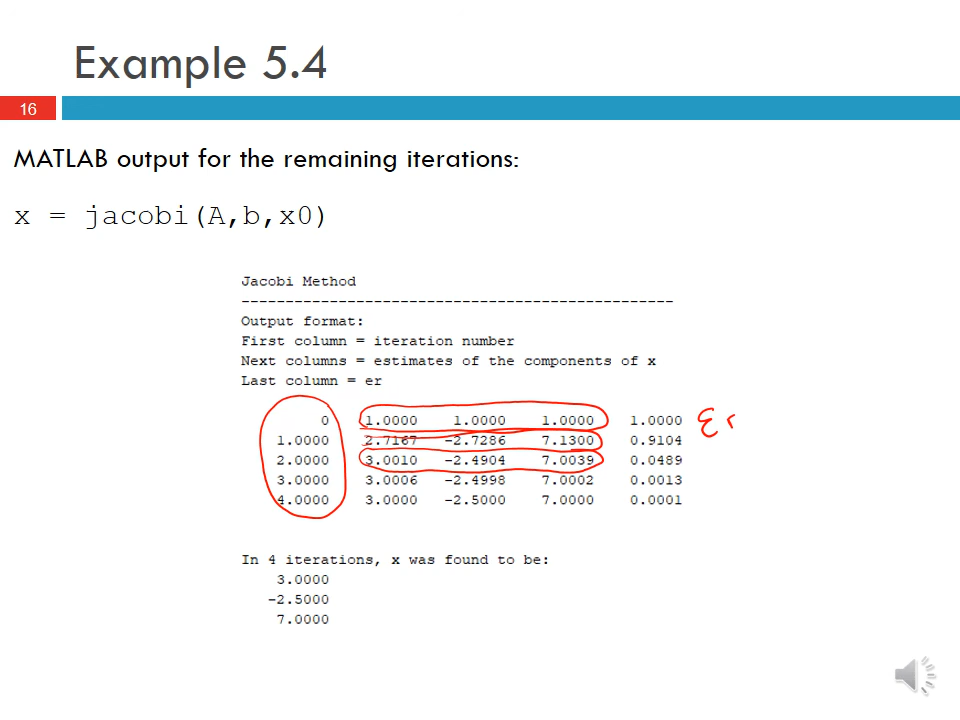 Example 5.4
16
MATLAB output for the remaining iterations:
x = jacobi(A,b,x0)
Jacobi Method
-------------------------------------------------
Output format:
First column = iteration number
Next columns = estimates of the components of x
Last column = er
0 1.0000 1.0000 1.0000 1.0000 εr
1.0000 2.7167 -2.7286 7.1300 0.9104
2.0000 3.0010 -2.4904 7.0039 0.0489
3.0000 3.0006 -2.4998 7.0002 0.0013
4.0000 3.0000 -2.5000 7.0000 0.0001
In 4 iterations, x was found to be:
3.0000
-2.5000
7.0000